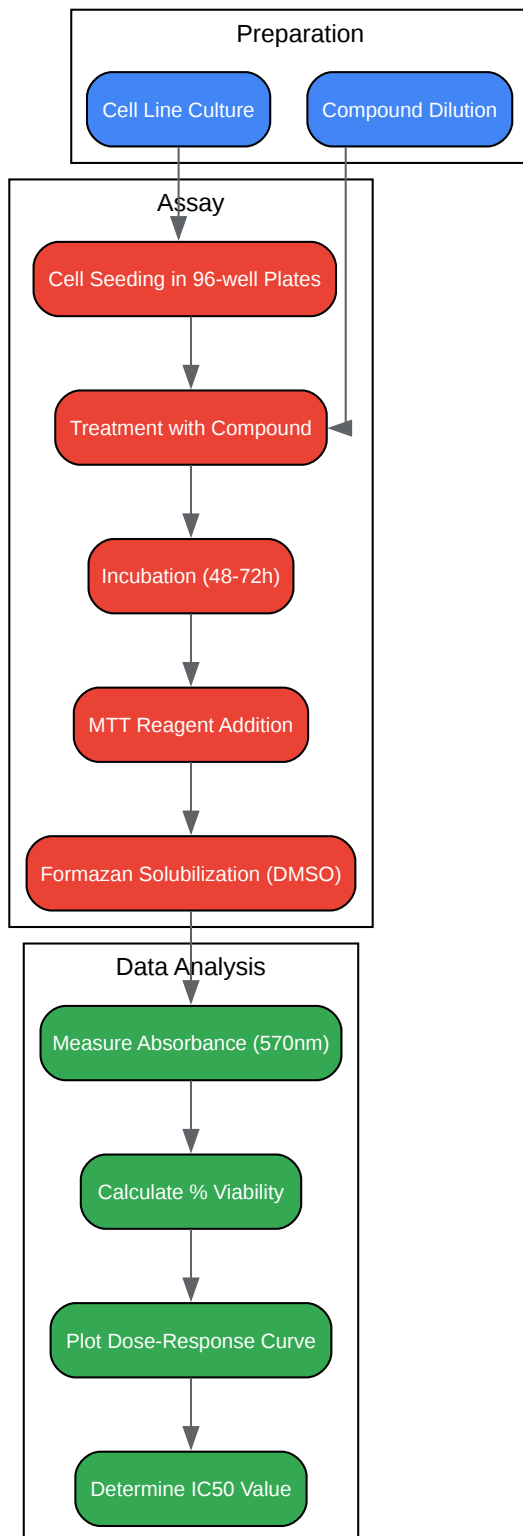 Preparation
Cell Line Culture
Compound Dilution
Assay
Cell Seeding in 96-well Plates
Treatment with Compound
Incubation (48-72h)
MTT Reagent Addition
Formazan Solubilization (DMSO)
Data Analysis
Measure Absorbance (570nm)
Calculate % Viability
Plot Dose-Response Curve
Determine IC50 Value